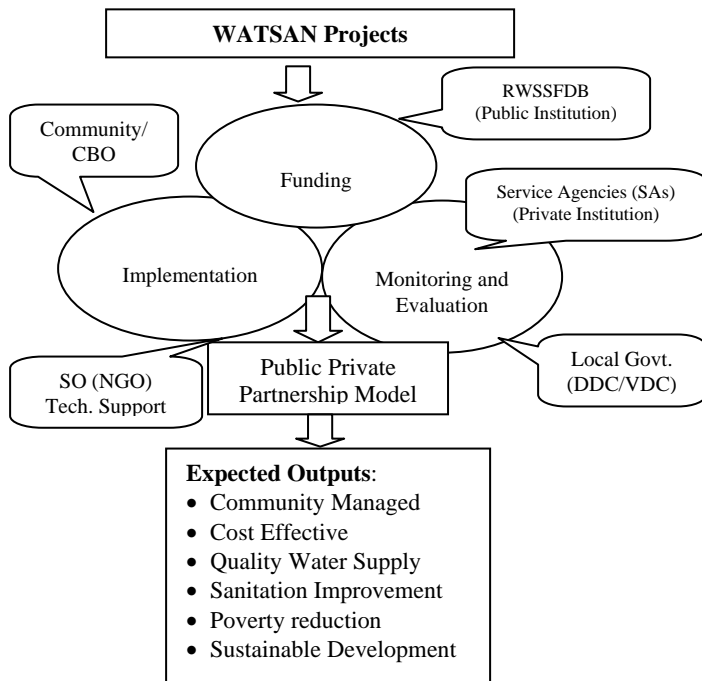 WATSAN Projects
RWSSFDB
(Public Institution)
Community/
CBO
Funding
Service Agencies (SAs)
(Private Institution)
Implementation
Monitoring and
Evaluation
SO (NGO)
Tech. Support
Public Private
Partnership Model
Local Govt.
(DDC/VDC)
Expected Outputs:
• Community Managed
• Cost Effective
• Quality Water Supply
• Sanitation Improvement
• Poverty reduction
• Sustainable Development